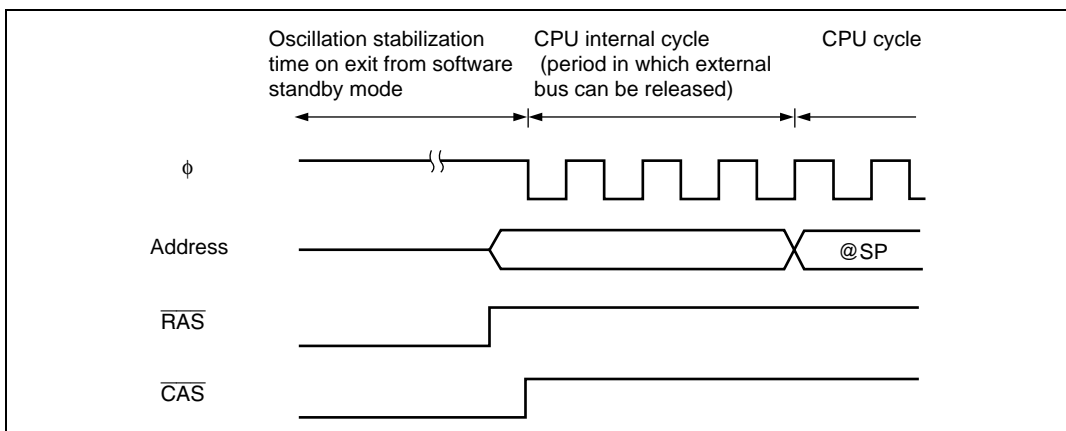 Oscillation stabilization
time on exit from software
standby mode
CPU internal cycle
(period in which external
bus can be released)
CPU cycle
ϕ
Address
@SP
RAS
CAS